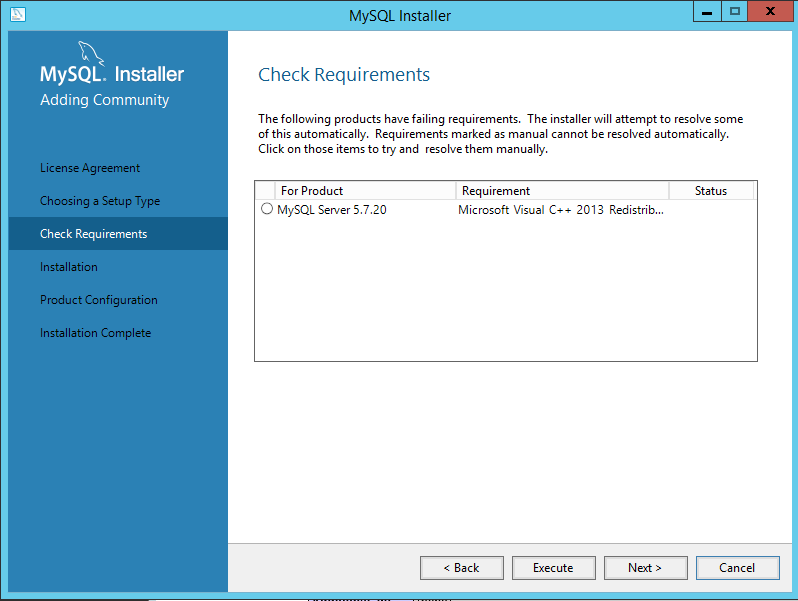 MySQL Installer
MySQL. Installer
Adding Community
License Agreement
Choosing a Setup Type
Check Requirements
Installation
Product Configuration
Installation Complete
Check Requirements
The following products have failing requirements. The installer will attempt to resolve some
of this automatically. Requirements marked as manual cannot be resolved automatically.
Click on those items to try and resolve them manually.
For Product Requirement Status
MySQL Server 5.7.20 Microsoft Visual C++ 2013 Redistrib...
< Back Execute Next > Cancel